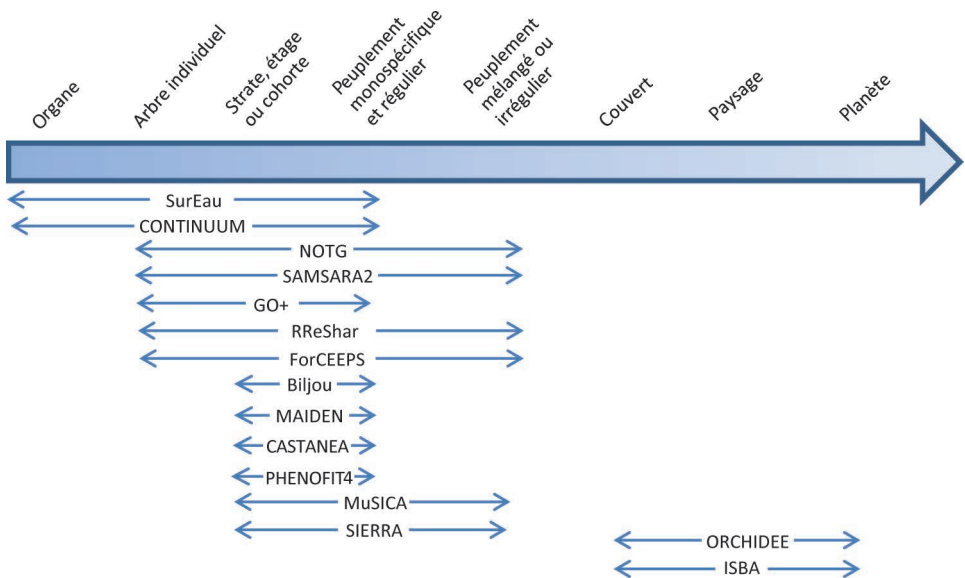 Organe
Arbre individuel
Strate, étage
ou cohorte
Peuplement
monospécifique
et régulier
Peuplement
mélangé ou
irrégulier
Couvert
Paysage
Planète
SurEau
CONTINUUM
NOTG
SAMSARA2
GO+
RReShar
ForCEEPS
Biljou
MAIDEN
CASTANEA
PHENOFIT4
MuSICA
SIERRA
ORCHIDEE
ISBA